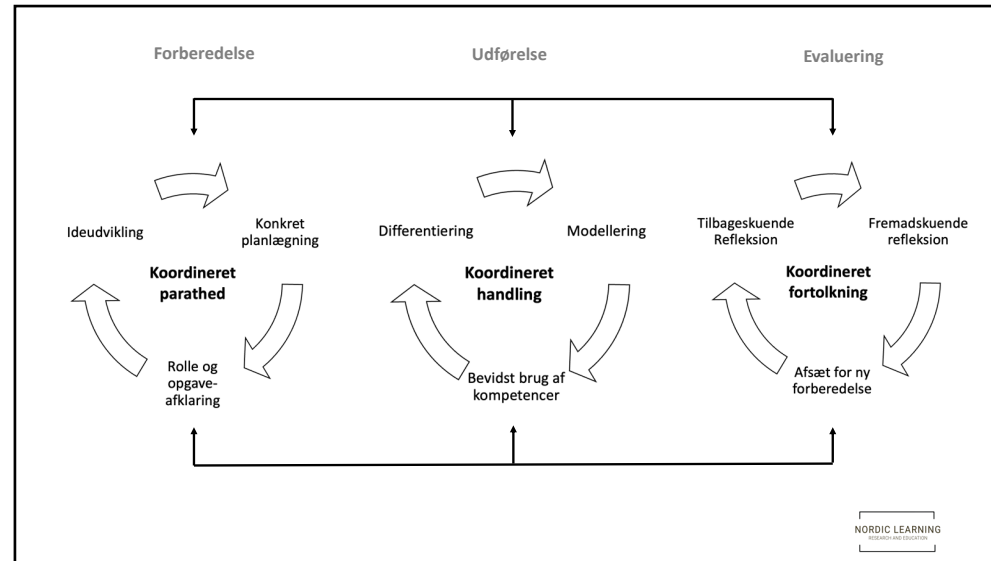 Forberedelse
Udførelse
Evaluering
Ideudvikling
Konkret
planlægning
Koordineret
parathed
Rolle og
opgave-
afklaring
Differentiering
Modellering
Koordineret
handling
Bevidst brug af
kompetencer
Tilbageskuende
Refleksion
Fremadskuende
refleksion
Koordineret
fortolkning
Afsæt for ny
forberedelse
NORDIC LEARNING
RESEARCH AND EDUCATION